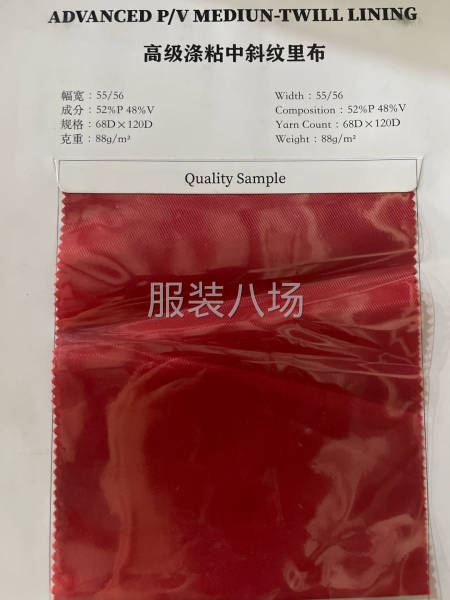 ADVANCED P/V MEDIUN-TWILL LINING
高级涤粘中斜纹里布
幅宽：55/56
成分：52%P 48%V
规格：68D×120D
克重：88g/m²
Width：55/56
Composition：52%P 48%V
Yarn Count：68D×120D
Weight：88g/m²
Quality Sample
服装八场